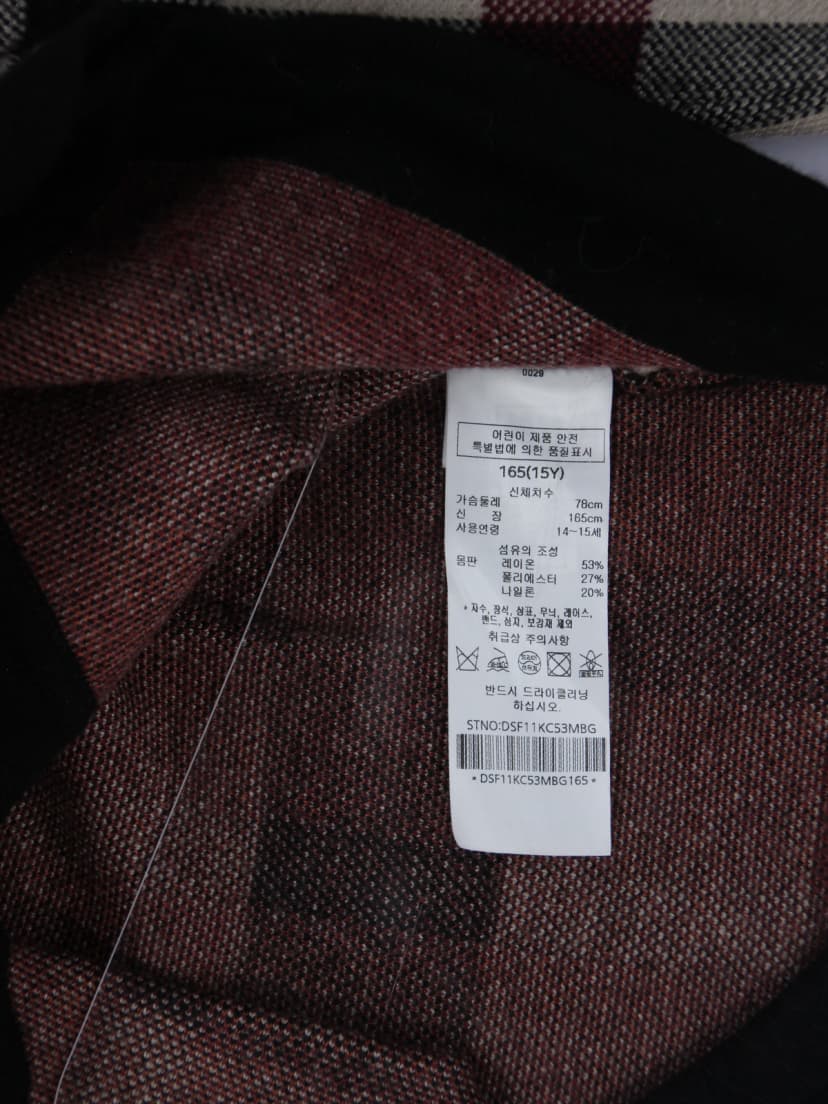 0029
어린이 제품 안전
특별법에 의한 품질표시
165(15Y)
신체치수
가슴둘레 78cm
신 장 165cm
사용연령 14~15세
섬유의 조성
몸판 레이온 53%
폴리에스터 27%
나일론 20%
* 자수, 장식, 상표, 무늬, 레이스,
밴드, 심지, 보강재 제외
취급상 주의사항
반드시 드라이클리닝
하십시오.
STNO:DSF11KC53MBG
*DSF11KC53MBG165*